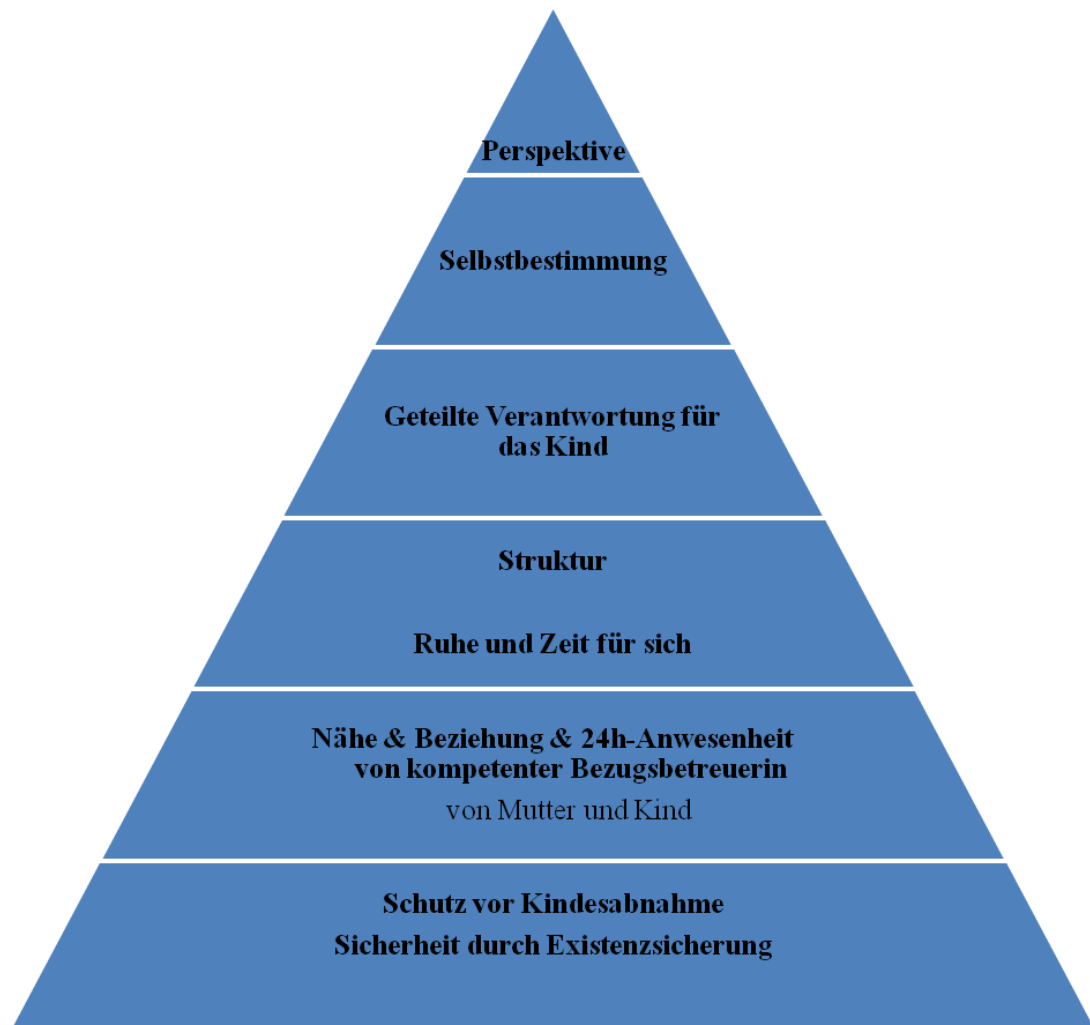 Perspektive
Selbstbestimmung
Geteilte Verantwortung für
das Kind
Struktur
Ruhe und Zeit für sich
Nähe & Beziehung & 24h-Anwesenheit
von kompetenter Bezugsbetreuerin
von Mutter und Kind
Schutz vor Kindesabnahme
Sicherheit durch Existenzsicherung